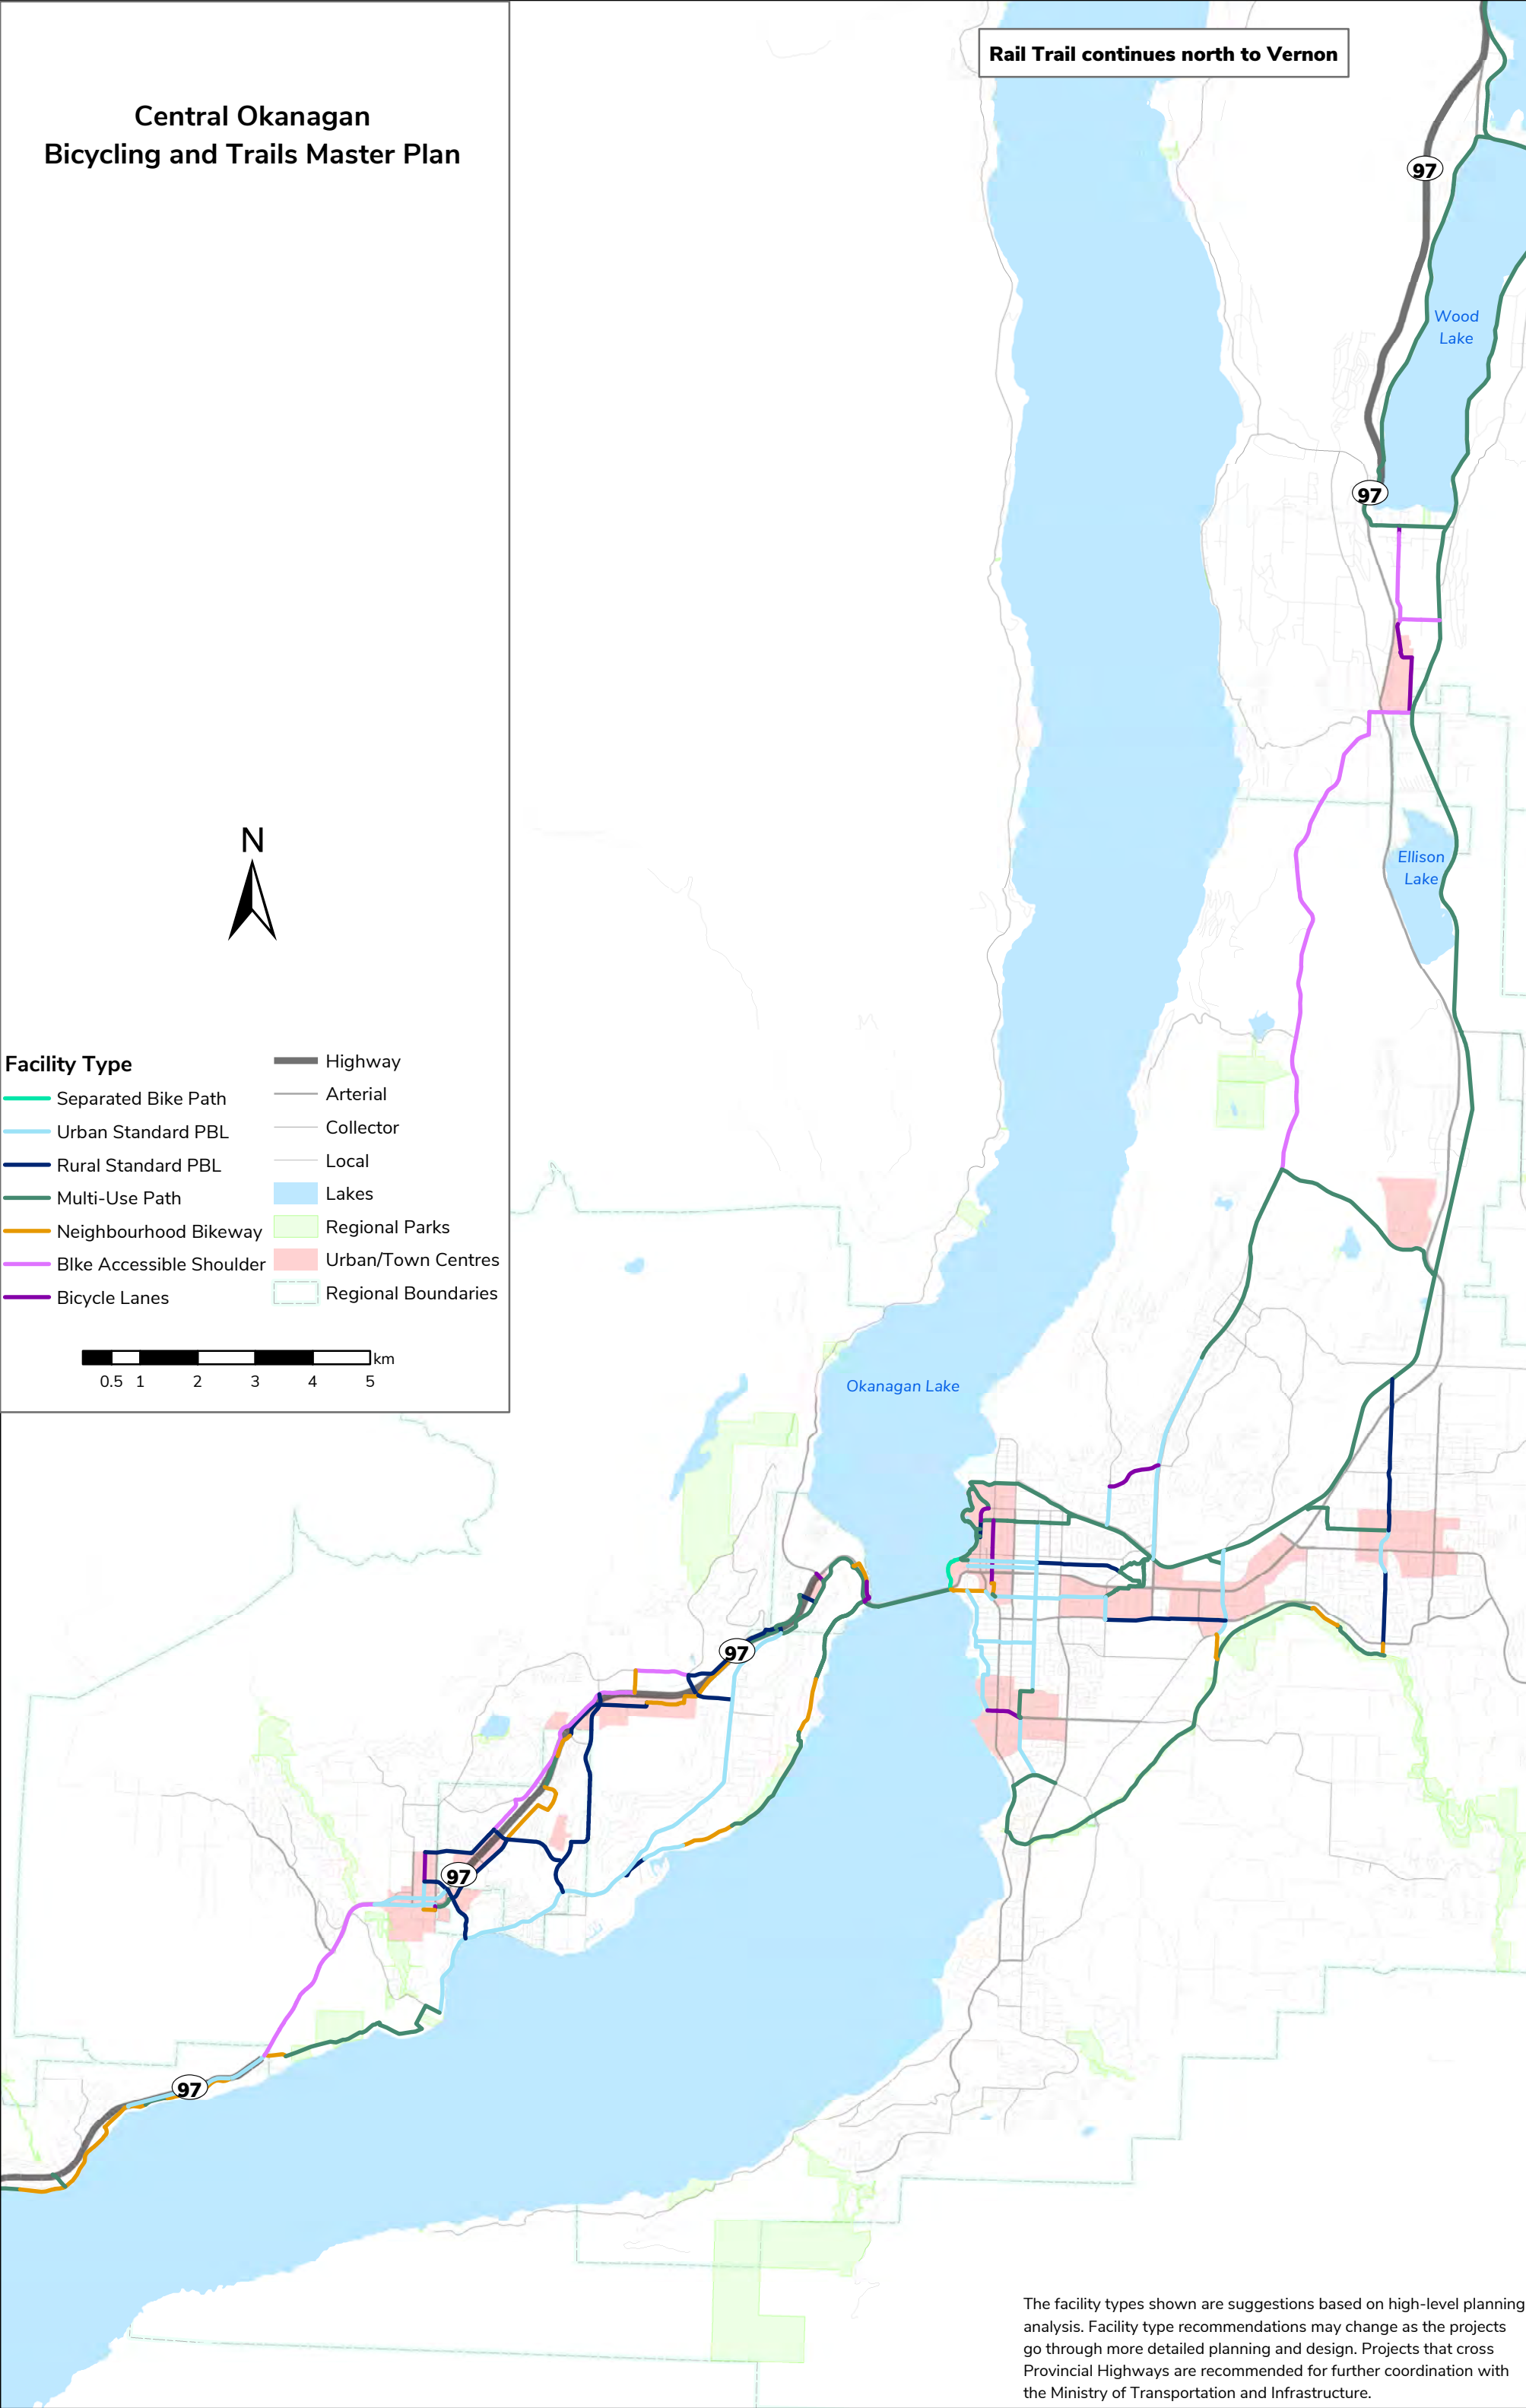 Central Okanagan
Bicycling and Trails Master Plan
Rail Trail continues north to Vernon
97
Wood
Lake
97
N
Ellison
Lake
Facility Type
Separated Bike Path
Urban Standard PBL
Rural Standard PBL
Multi-Use Path
Neighbourhood Bikeway
BIke Accessible Shoulder
Bicycle Lanes
Highway
Arterial
Collector
Local
Lakes
Regional Parks
Urban/Town Centres
Regional Boundaries
km
0.5 1 2 3 4 5
Okanagan Lake
97
97
97
The facility types shown are suggestions based on high-level planning
analysis. Facility type recommendations may change as the projects
go through more detailed planning and design. Projects that cross
Provincial Highways are recommended for further coordination with
the Ministry of Transportation and Infrastructure.